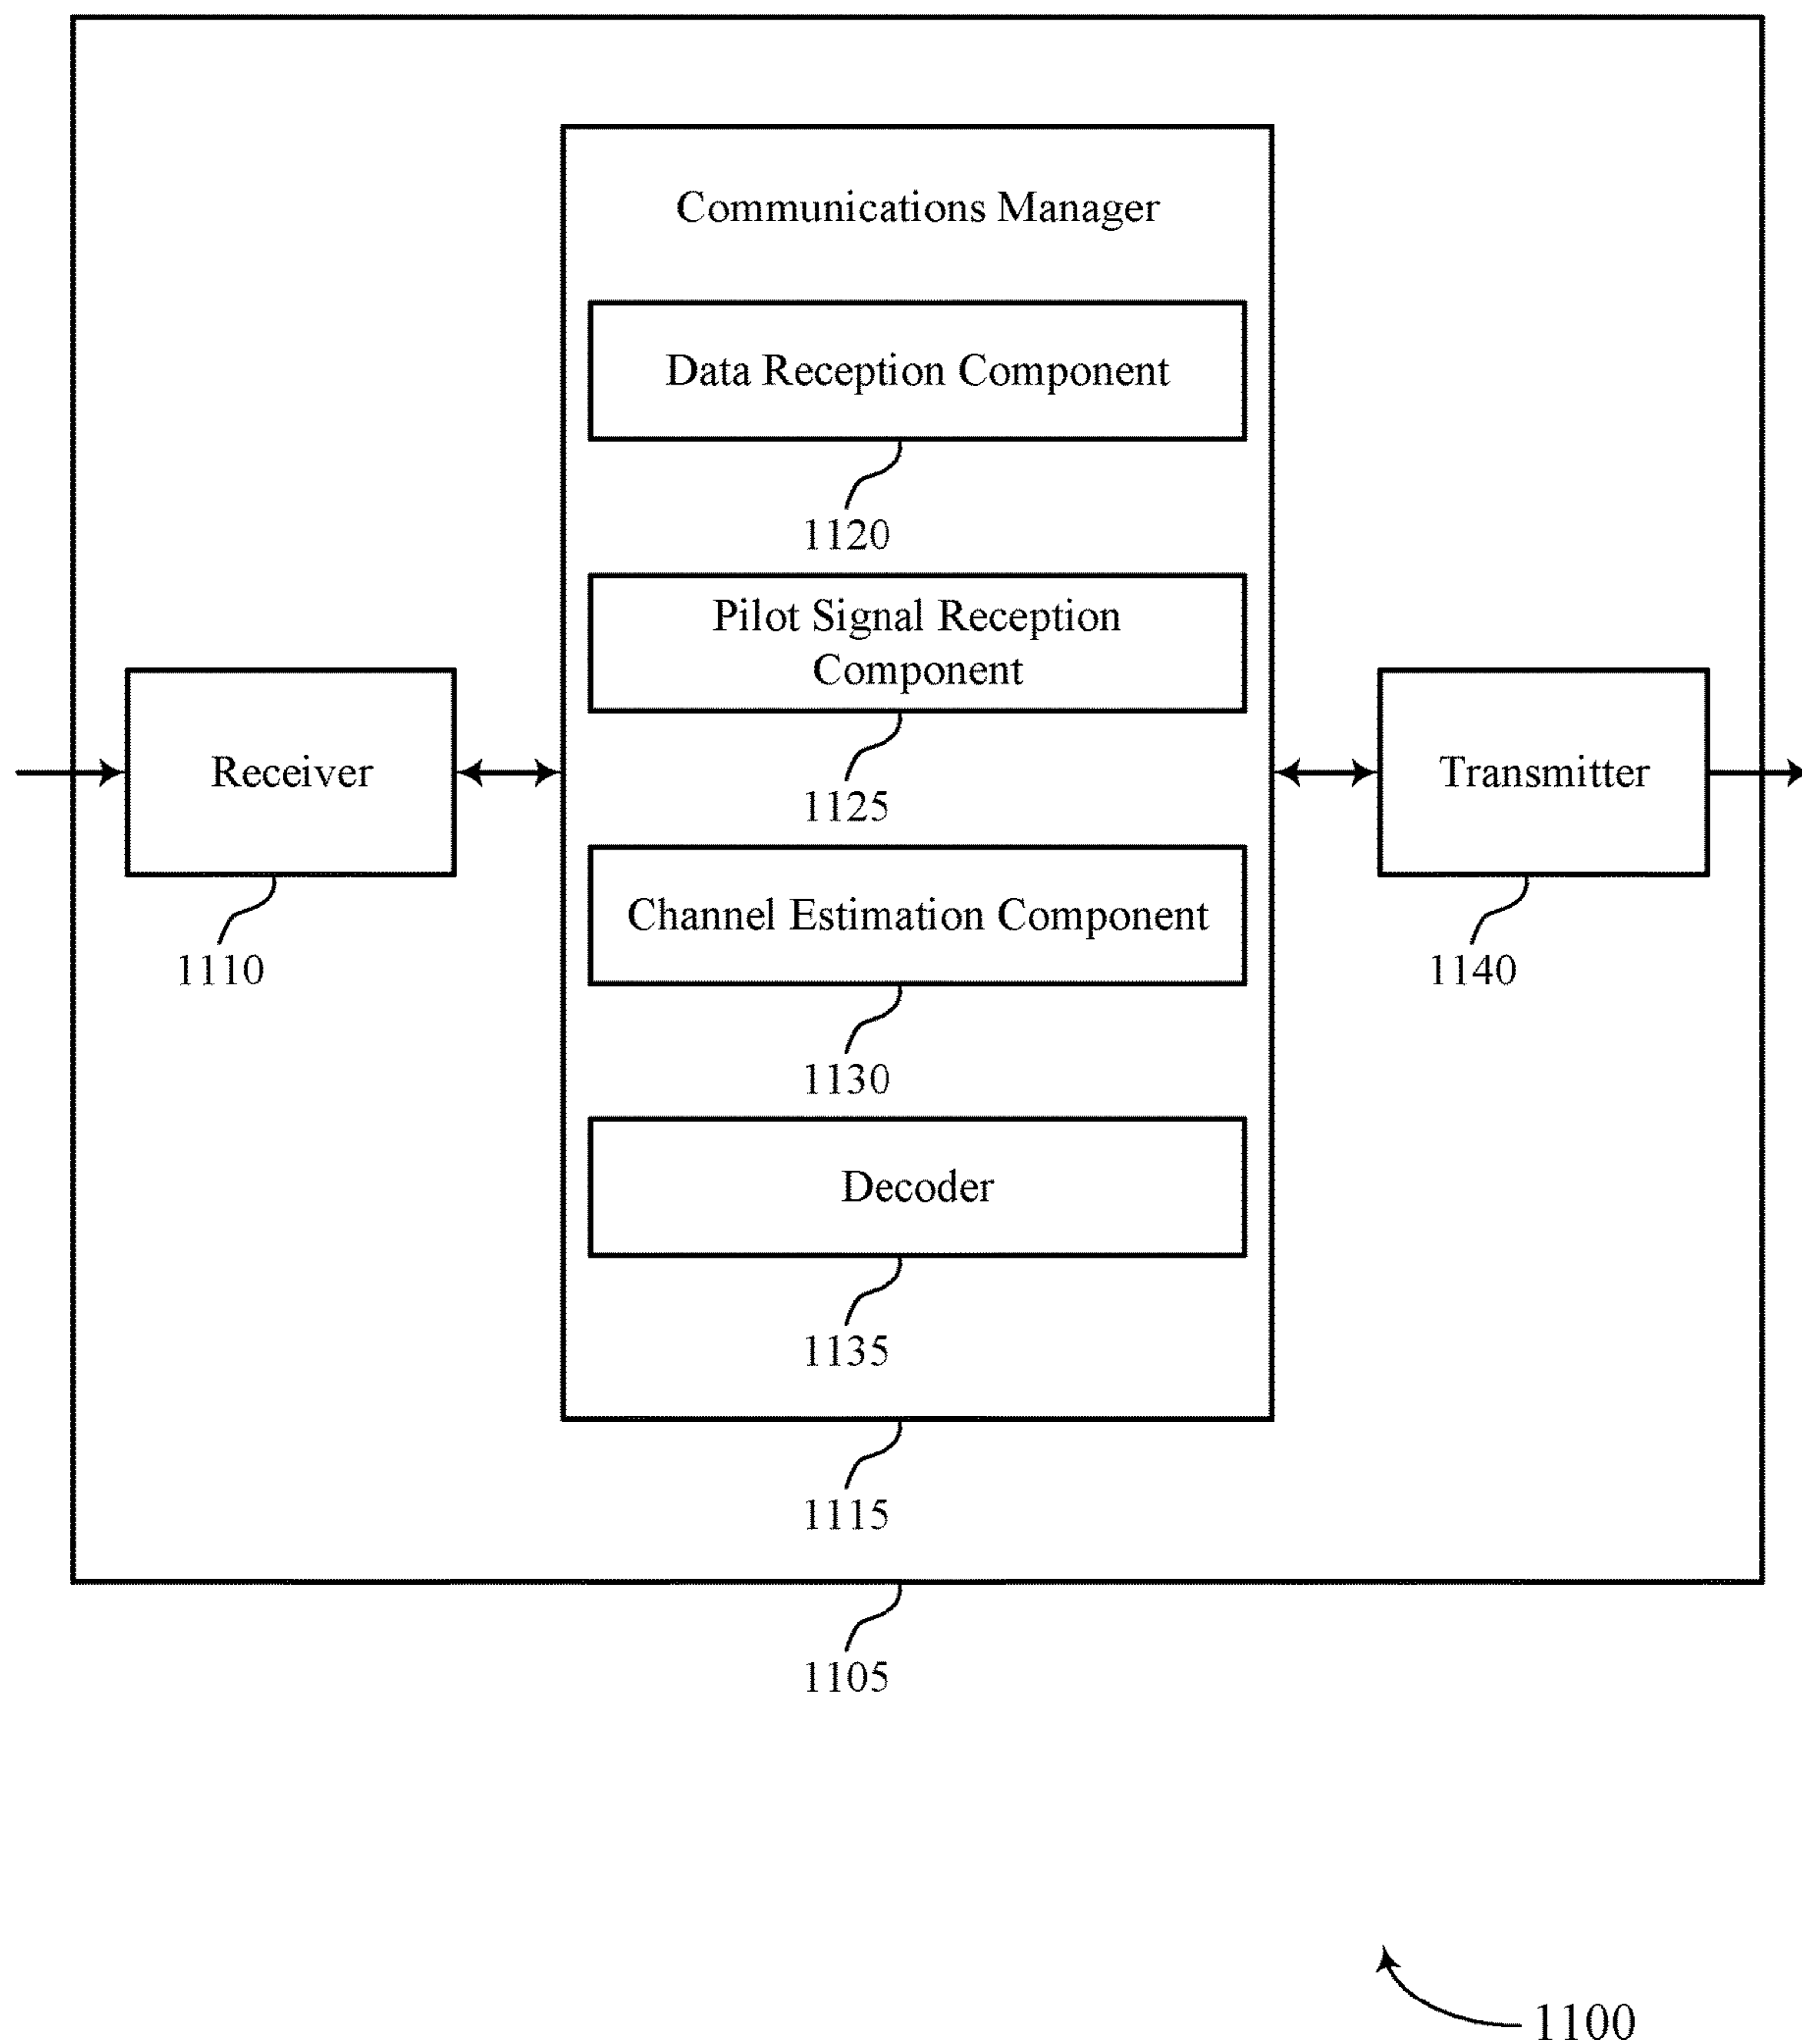 Communications Manager
Data Reception Component
1120
Pilot Signal Reception
Component
1125
Receiver
1110
Transmitter
1140
Channel Estimation Component
1130
Decoder
1135
1115
1105
1100